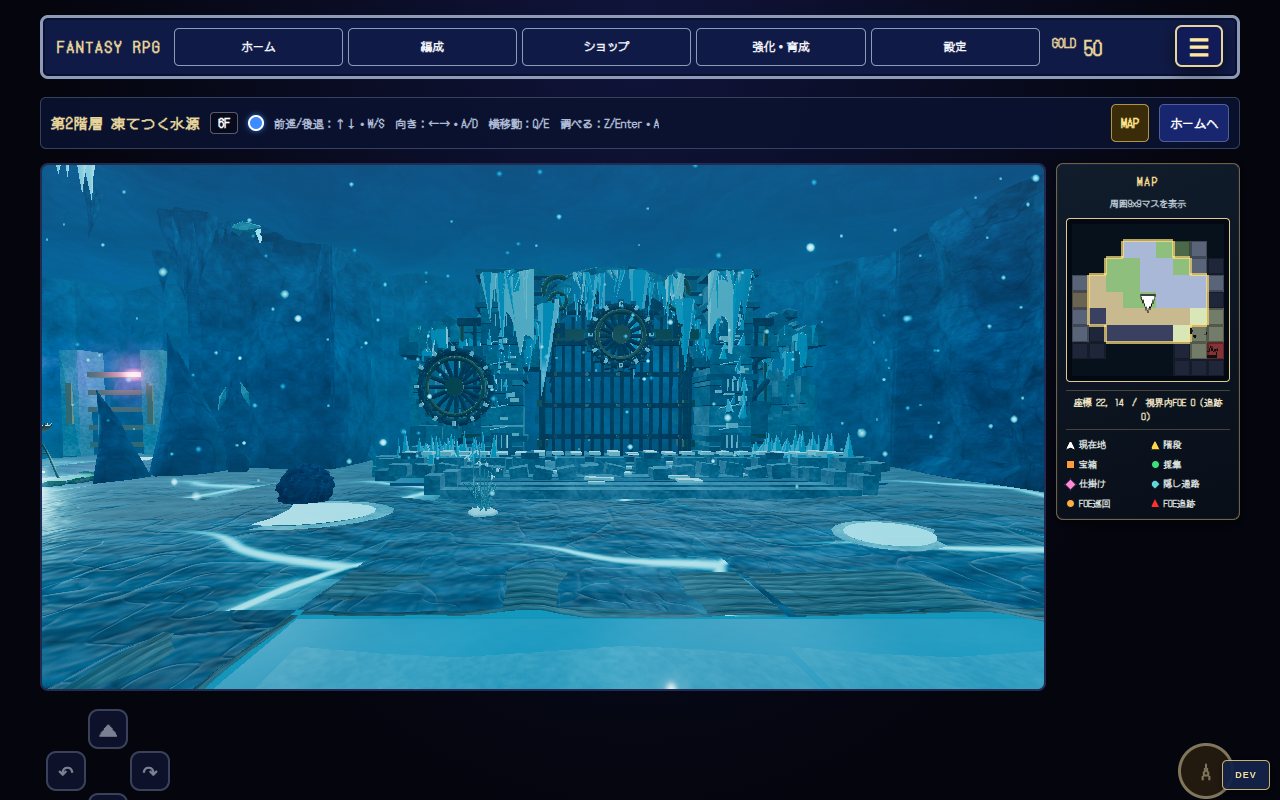 FANTASY RPG ホーム 編成 ショップ 強化・育成 設定 GOLD 50
第2階層 凍てつく水源 6F 前進/後退：↑↓・W/S 向き：←→・A/D 横移動：Q/E 調べる：Z/Enter・A MAP ホームへ
MAP
周囲9x9マスを表示
座標 22, 14 / 視界内FOE 0 (追跡
0)
現在地 階段
宝箱 採集
仕掛け 隠し通路
FOE巡回 FOE追跡
A DEV